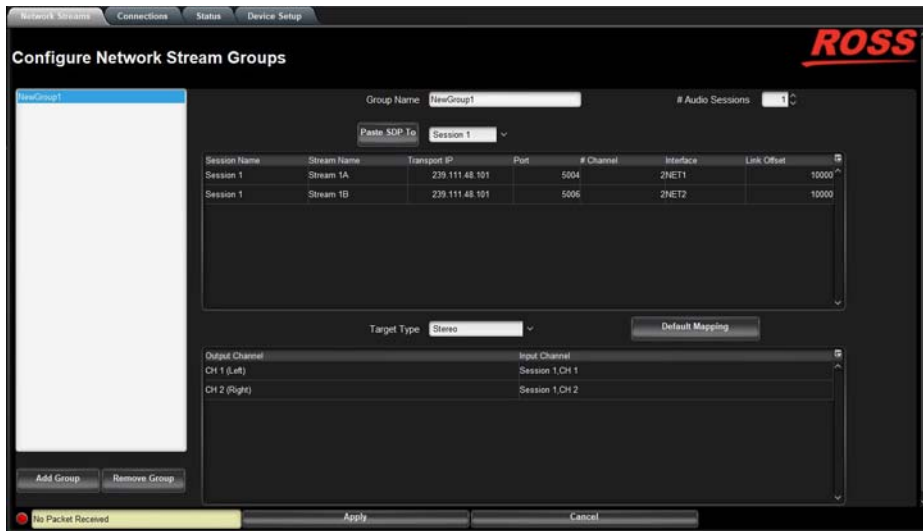 Network Streams Connections Status Device Setup
ROSS
Configure Network Stream Groups
NewGroup1
Group Name NewGroup1 # Audio Sessions 1
Paste SDP To Session 1
Session Name Stream Name Transport IP Port # Channel Interface Link Offset
Session 1 Stream 1A 239.111.48.101 5004 2NET1 10000
Session 1 Stream 1B 239.111.48.101 5006 2NET2 10000
Target Type Stereo Default Mapping
Output Channel Input Channel
CH 1 (Left) Session 1,CH 1
CH 2 (Right) Session 1,CH 2
Add Group Remove Group
No Packet Received Apply Cancel